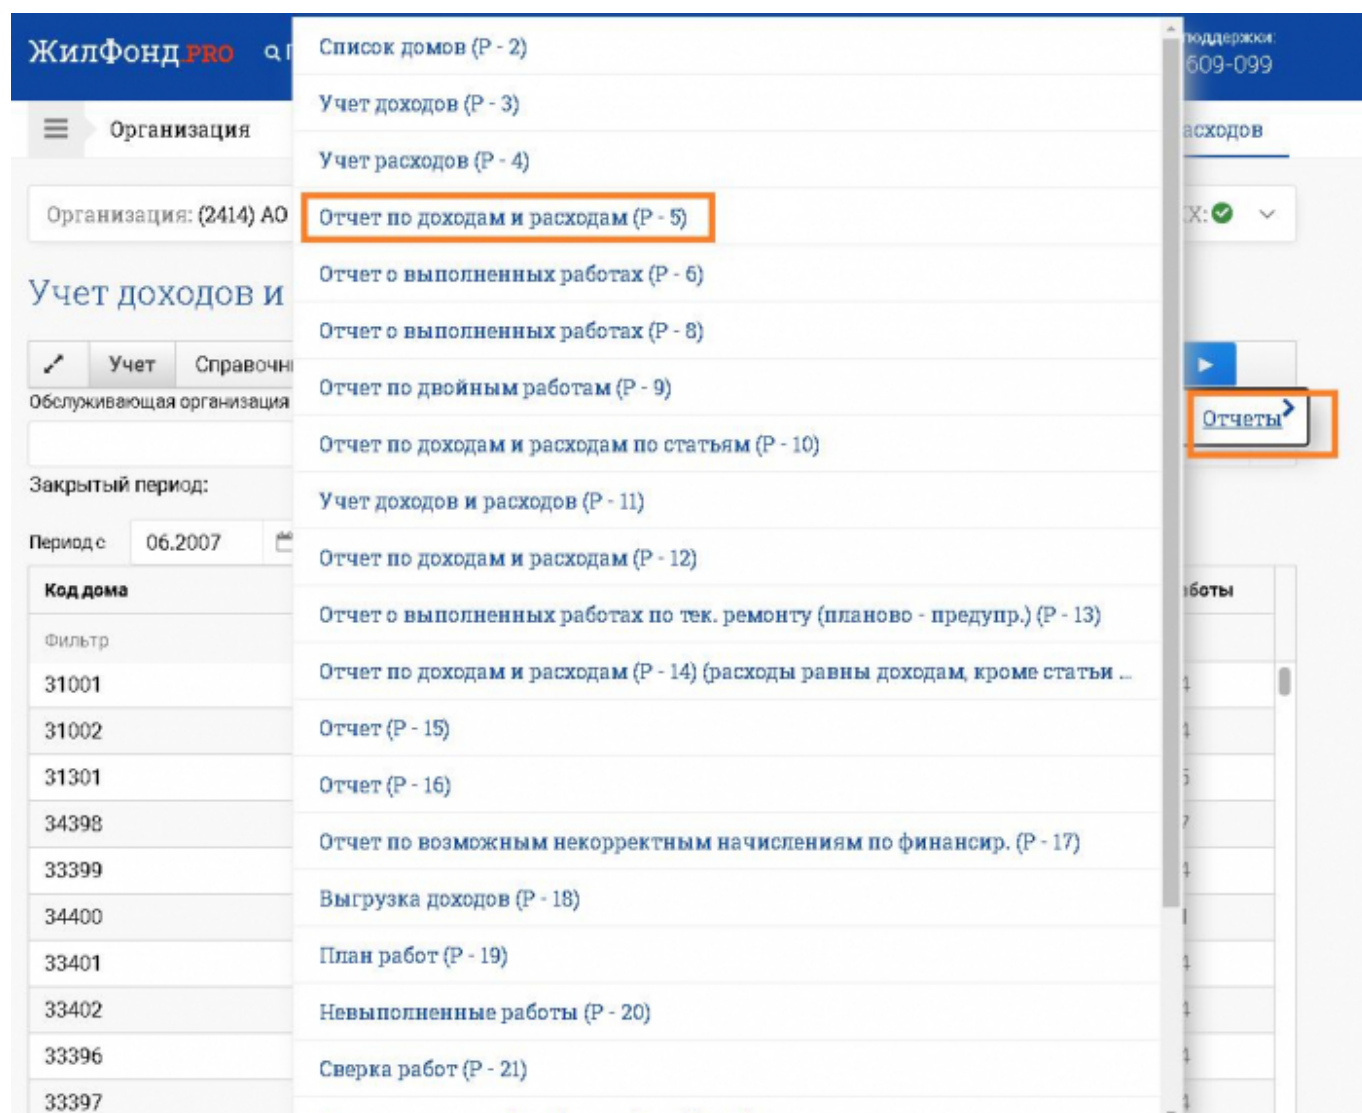 ЖилФонд.PRO
поддержки:
609-099
Организация
асходов
Организация: (2414) АО
Х:
Учет доходов и
Учет Справочни
Обслуживающая организация
Закрытый период:
Период с 06.2007
Код дома
Фильтр
31001
31002
31301
34398
33399
34400
33401
33402
33396
33397
Список домов (Р - 2)
Учет доходов (Р - 3)
Учет расходов (Р - 4)
Отчет по доходам и расходам (Р - 5)
Отчет о выполненных работах (Р - 6)
Отчет о выполненных работах (Р - 8)
Отчет по двойным работам (Р - 9)
Отчет по доходам и расходам по статьям (Р - 10)
Учет доходов и расходов (Р - 11)
Отчет по доходам и расходам (Р - 12)
Отчет о выполненных работах по тек. ремонту (планово - предупр.) (Р - 13)
Отчет по доходам и расходам (Р - 14) (расходы равны доходам, кроме статьи ...
Отчет (Р - 15)
Отчет (Р - 16)
Отчет по возможным некорректным начислениям по финансир. (Р - 17)
Выгрузка доходов (Р - 18)
План работ (Р - 19)
Невыполненные работы (Р - 20)
Сверка работ (Р - 21)
Отчеты
аботы